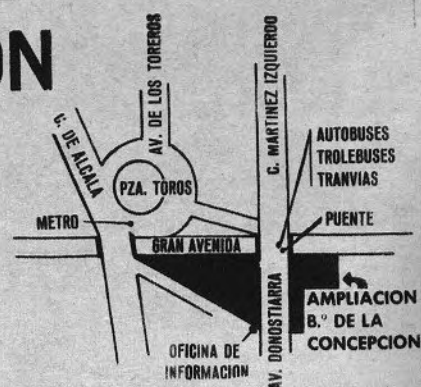 ON
C. DE ALCALA
AV. DE LOS TOREROS
C. MARTINEZ IZQUIERDO
AUTOBUSES
TROLEBUSES
TRANVIAS
PZA. TOROS
METRO
PUENTE
GRAN AVENIDA
AV. DONOSTIARRA
AMPLIACION
B.º DE LA
CONCEPCION
OFICINA DE
INFORMACION